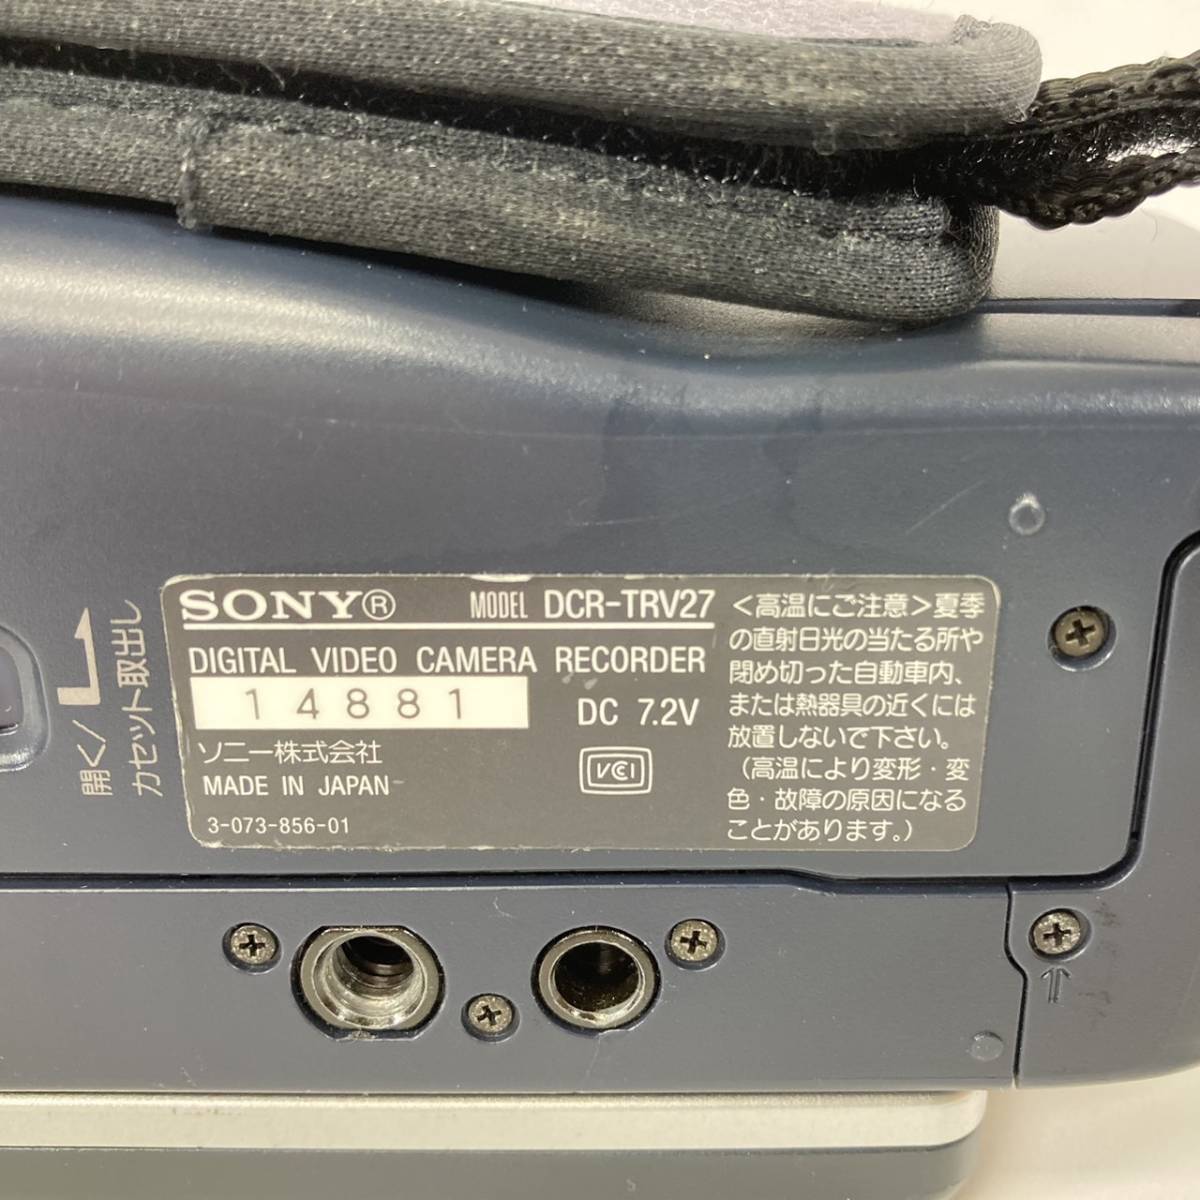 SONY®
MODEL DCR-TRV27
DIGITAL VIDEO CAMERA RECORDER
14881
DC 7.2V
ソニー株式会社
MADE IN JAPAN
VCCI
3-073-856-01
<高温にご注意>夏季
の直射日光の当たる所や
閉め切った自動車内、
または熱器具の近くには
放置しないで下さい。
(高温により変形・変
色・故障の原因になる
ことがあります。)
開く/
カセット取出し